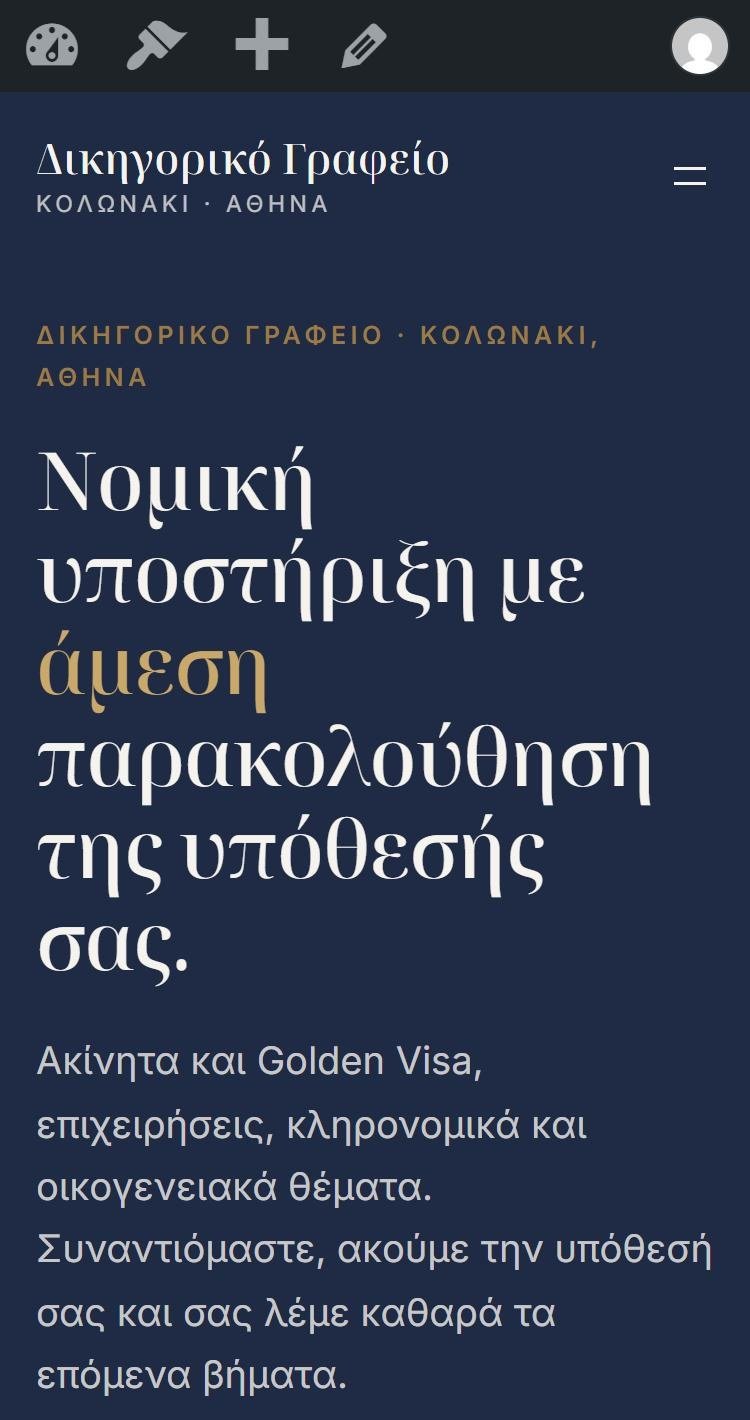 Δικηγορικό Γραφείο
ΚΟΛΩΝΑΚΙ · ΑΘΗΝΑ
ΔΙΚΗΓΟΡΙΚΟ ΓΡΑΦΕΙΟ · ΚΟΛΩΝΑΚΙ,
ΑΘΗΝΑ
Νομική
υποστήριξη με
άμεση
παρακολούθηση
της υπόθεσής
σας.
Ακίνητα και Golden Visa,
επιχειρήσεις, κληρονομικά και
οικογενειακά θέματα.
Συναντιόμαστε, ακούμε την υπόθεσή
σας και σας λέμε καθαρά τα
επόμενα βήματα.